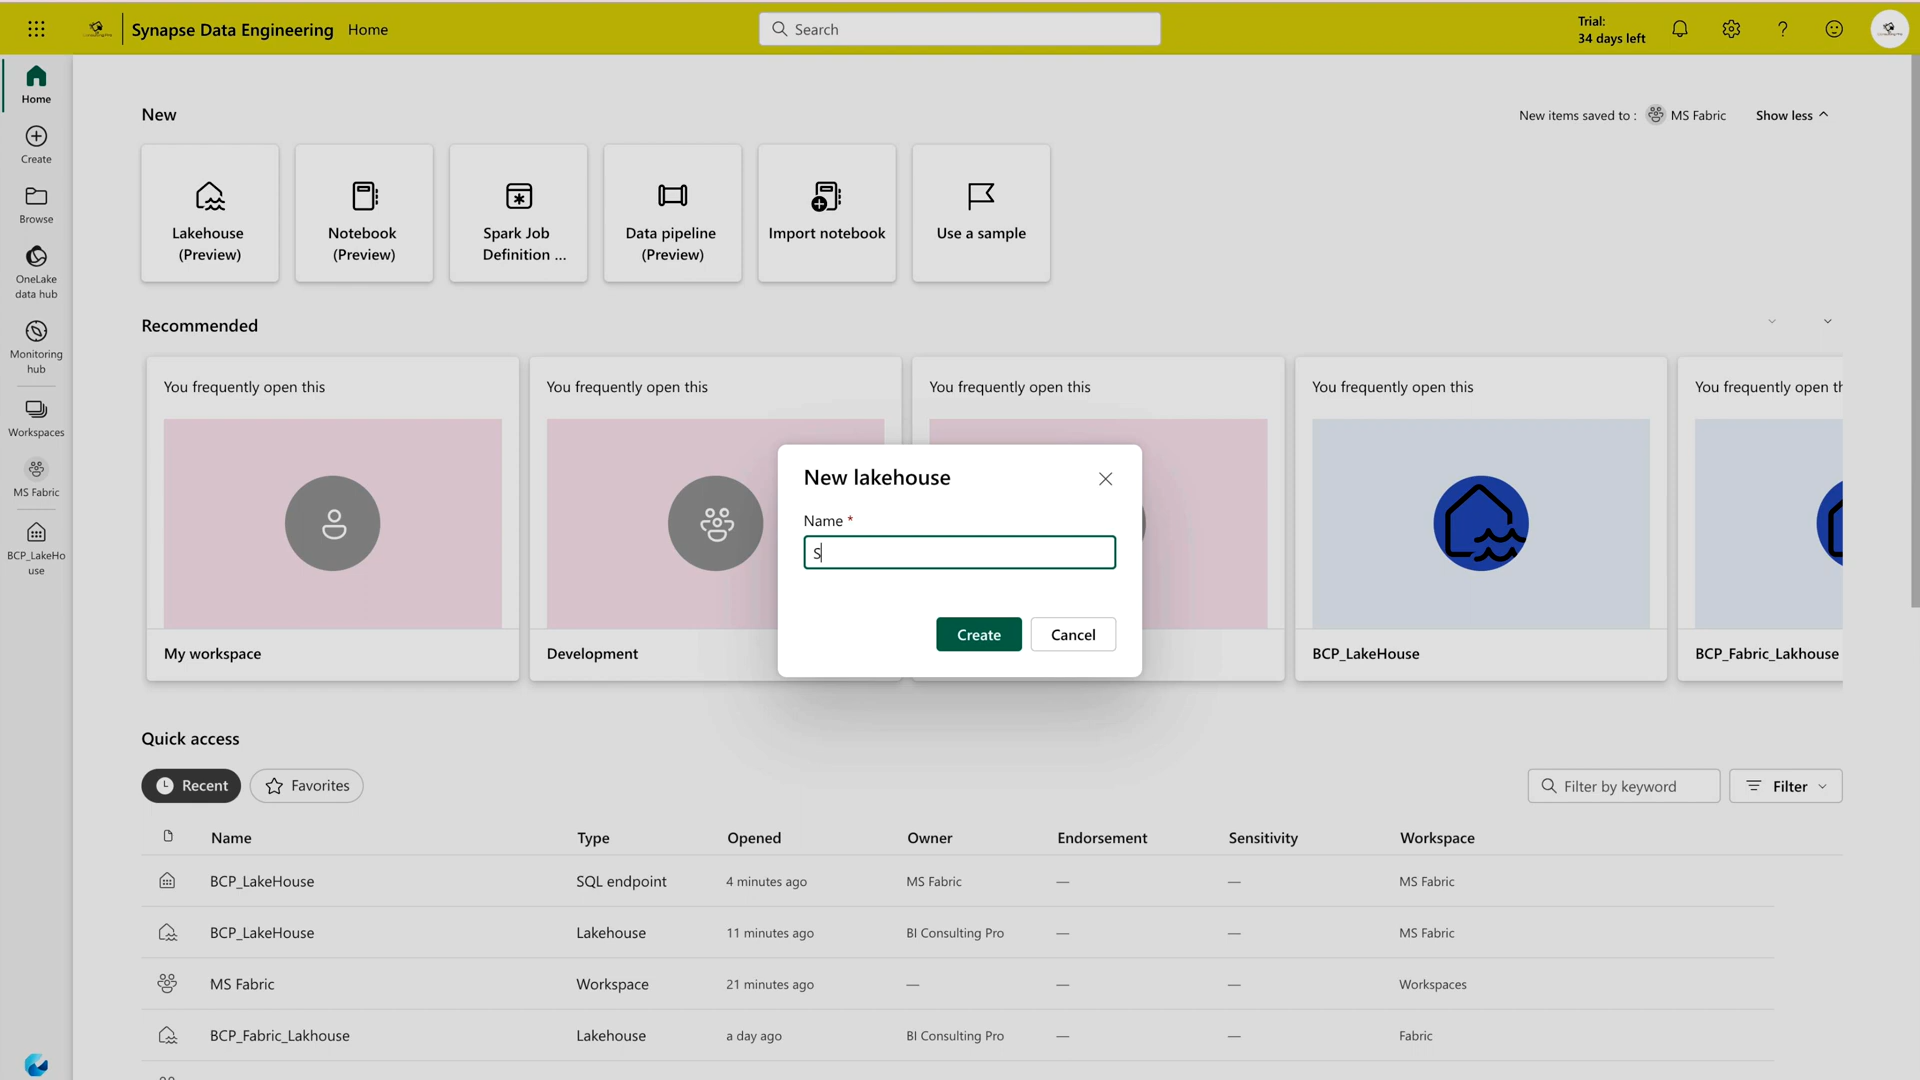 Synapse Data Engineering Home
Search
Trial:
34 days left
Home
Create
Browse
OneLake
data hub
Monitoring
hub
Workspaces
MS Fabric
BCP_LakeHo
use
New
New items saved to : MS Fabric Show less
Lakehouse
(Preview)
Notebook
(Preview)
Spark Job
Definition ...
Data pipeline
(Preview)
Import notebook
Use a sample
Recommended
You frequently open this
My workspace
You frequently open this
Development
You frequently open this
You frequently open this
BCP_LakeHouse
You frequently open th
BCP_Fabric_Lakhouse
New lakehouse
Name *
S
Create Cancel
Quick access
Recent Favorites
Filter by keyword Filter
Name Type Opened Owner Endorsement Sensitivity Workspace
BCP_LakeHouse SQL endpoint 4 minutes ago MS Fabric — — MS Fabric
BCP_LakeHouse Lakehouse 11 minutes ago BI Consulting Pro — — MS Fabric
MS Fabric Workspace 21 minutes ago — — — Workspaces
BCP_Fabric_Lakhouse Lakehouse a day ago BI Consulting Pro — — Fabric